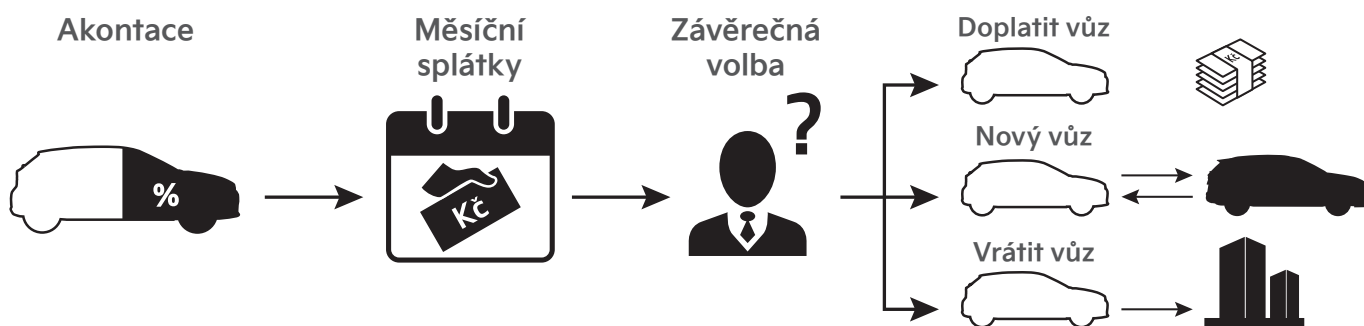 Akontace
%
Měsíční
splátky
Kč
Závěrečná
volba
?
Doplatit vůz
Kč
Nový vůz
Vrátit vůz